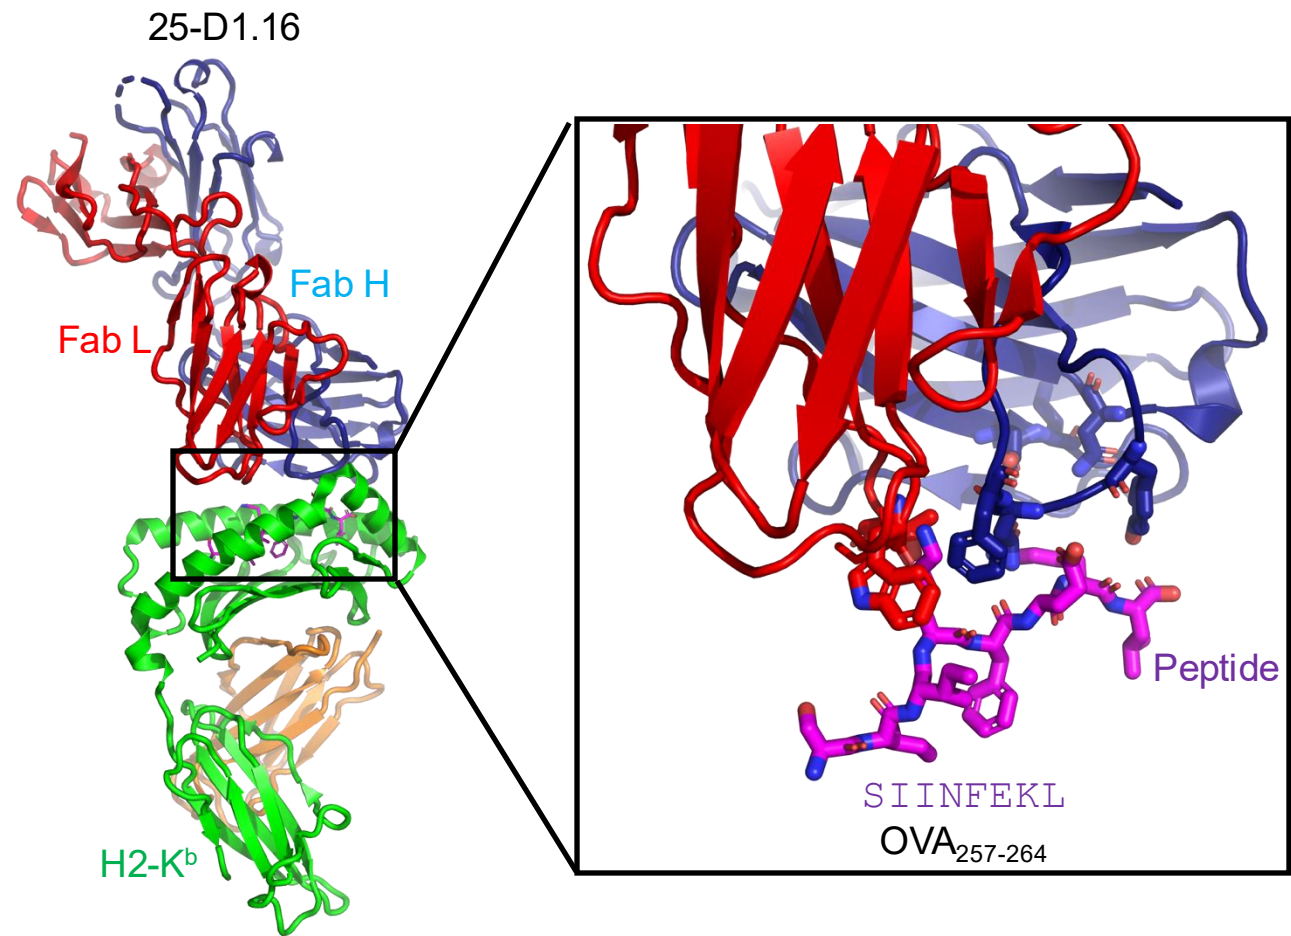 25-D1.16
Fab H
Fab L
Peptide
SIINFEKL
OVA257-264
H2-Kb